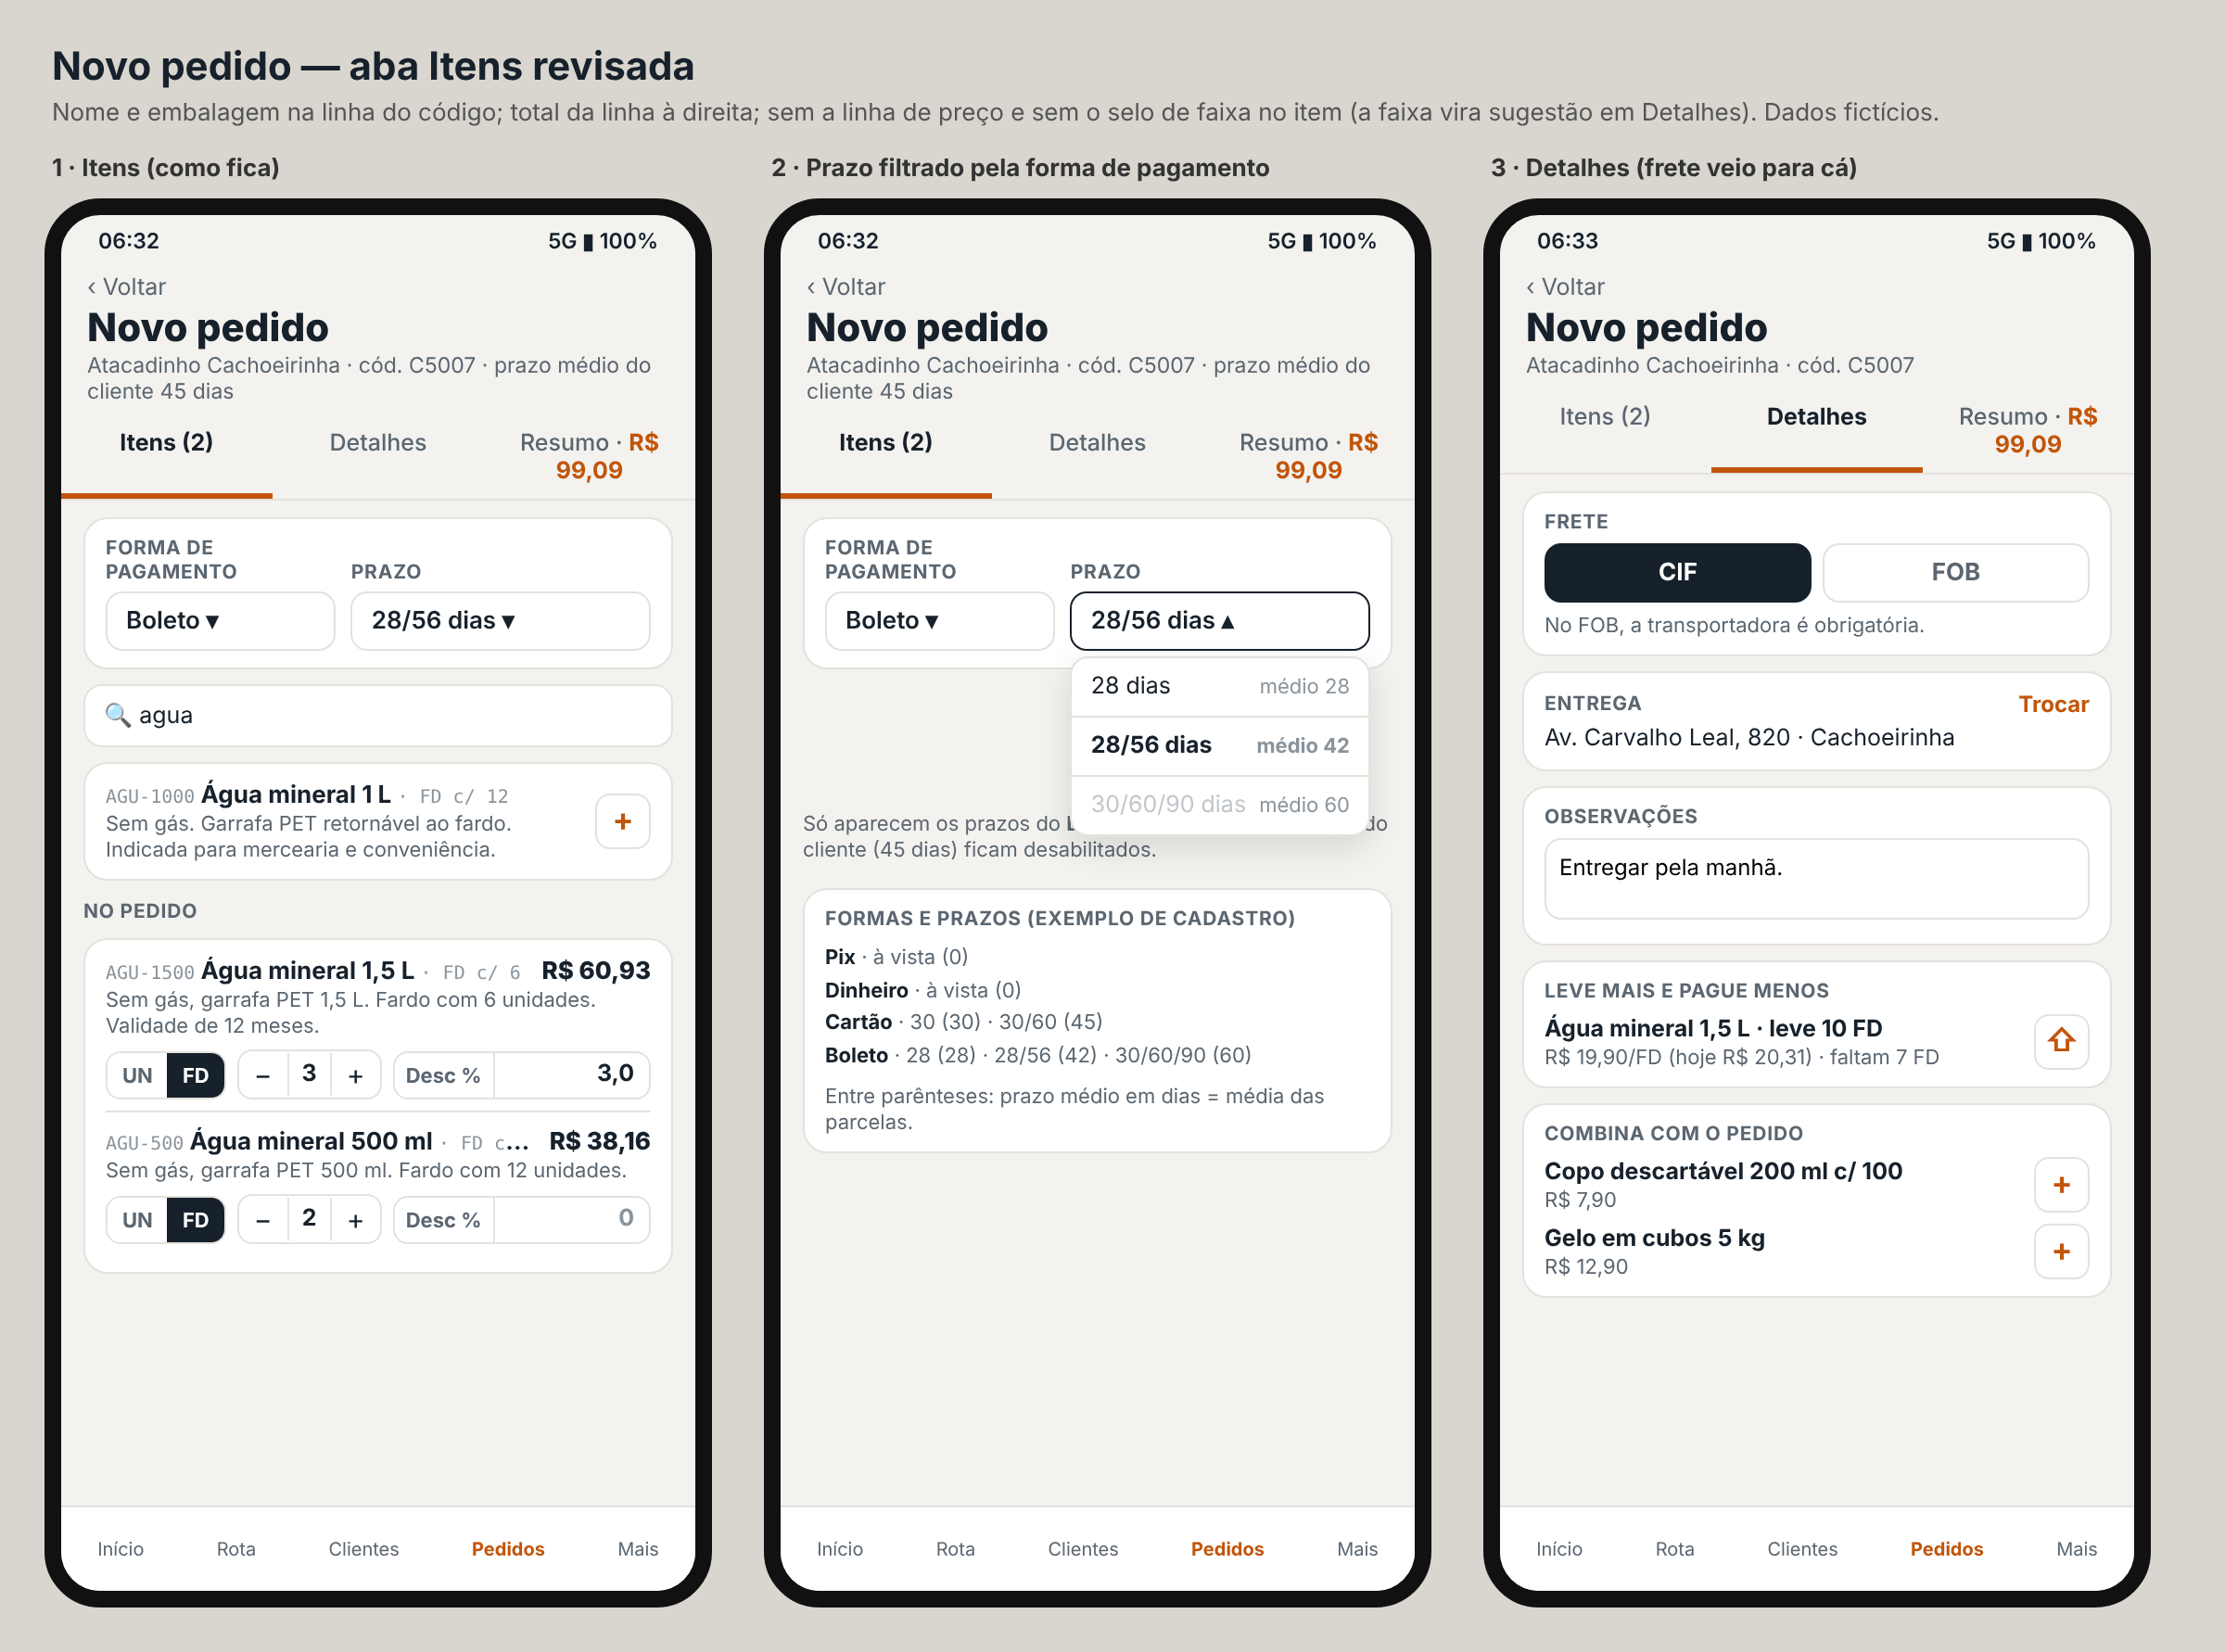 Novo pedido — aba Itens revisada
Nome e embalagem na linha do código; total da linha à direita; sem a linha de preço e sem o selo de faixa no item (a faixa vira sugestão em Detalhes). Dados fictícios.
1 · Itens (como fica)
06:32 5G 100%
‹ Voltar
Novo pedido
Atacadinho Cachoeirinha · cód. C5007 · prazo médio do
cliente 45 dias
Itens (2) Detalhes Resumo · R$
99,09
FORMA DE
PAGAMENTO PRAZO
Boleto ▾ 28/56 dias ▾
🔍 agua
AGU-1000 Água mineral 1 L · FD c/ 12
Sem gás. Garrafa PET retornável ao fardo.
Indicada para mercearia e conveniência.
+
NO PEDIDO
AGU-1500 Água mineral 1,5 L · FD c/ 6 R$ 60,93
Sem gás, garrafa PET 1,5 L. Fardo com 6 unidades.
Validade de 12 meses.
UN FD − 3 + Desc % 3,0
AGU-500 Água mineral 500 ml · FD c… R$ 38,16
Sem gás, garrafa PET 500 ml. Fardo com 12 unidades.
UN FD − 2 + Desc % 0
Início Rota Clientes Pedidos Mais
2 · Prazo filtrado pela forma de pagamento
06:32 5G 100%
‹ Voltar
Novo pedido
Atacadinho Cachoeirinha · cód. C5007 · prazo médio do
cliente 45 dias
Itens (2) Detalhes Resumo · R$
99,09
FORMA DE
PAGAMENTO PRAZO
Boleto ▾ 28/56 dias ▴
28 dias médio 28
28/56 dias médio 42
30/60/90 dias médio 60
Só aparecem os prazos do
cliente (45 dias) ficam desabilitados.
FORMAS E PRAZOS (EXEMPLO DE CADASTRO)
Pix · à vista (0)
Dinheiro · à vista (0)
Cartão · 30 (30) · 30/60 (45)
Boleto · 28 (28) · 28/56 (42) · 30/60/90 (60)
Entre parênteses: prazo médio em dias = média das
parcelas.
Início Rota Clientes Pedidos Mais
3 · Detalhes (frete veio para cá)
06:33 5G 100%
‹ Voltar
Novo pedido
Atacadinho Cachoeirinha · cód. C5007
Itens (2) Detalhes Resumo · R$
99,09
FRETE
CIF FOB
No FOB, a transportadora é obrigatória.
ENTREGA Trocar
Av. Carvalho Leal, 820 · Cachoeirinha
OBSERVAÇÕES
Entregar pela manhã.
LEVE MAIS E PAGUE MENOS
Água mineral 1,5 L · leve 10 FD
R$ 19,90/FD (hoje R$ 20,31) · faltam 7 FD
COMBINA COM O PEDIDO
Copo descartável 200 ml c/ 100
R$ 7,90
+
Gelo em cubos 5 kg
R$ 12,90
+
Início Rota Clientes Pedidos Mais